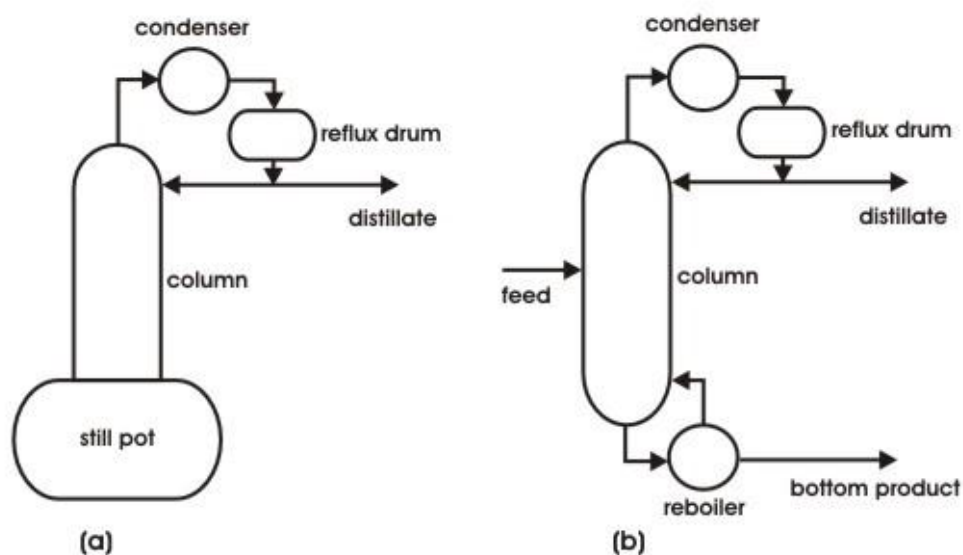 condenser
reflux drum
distillate
column
still pot
(a)
condenser
reflux drum
distillate
feed
column
bottom product
reboiler
(b)